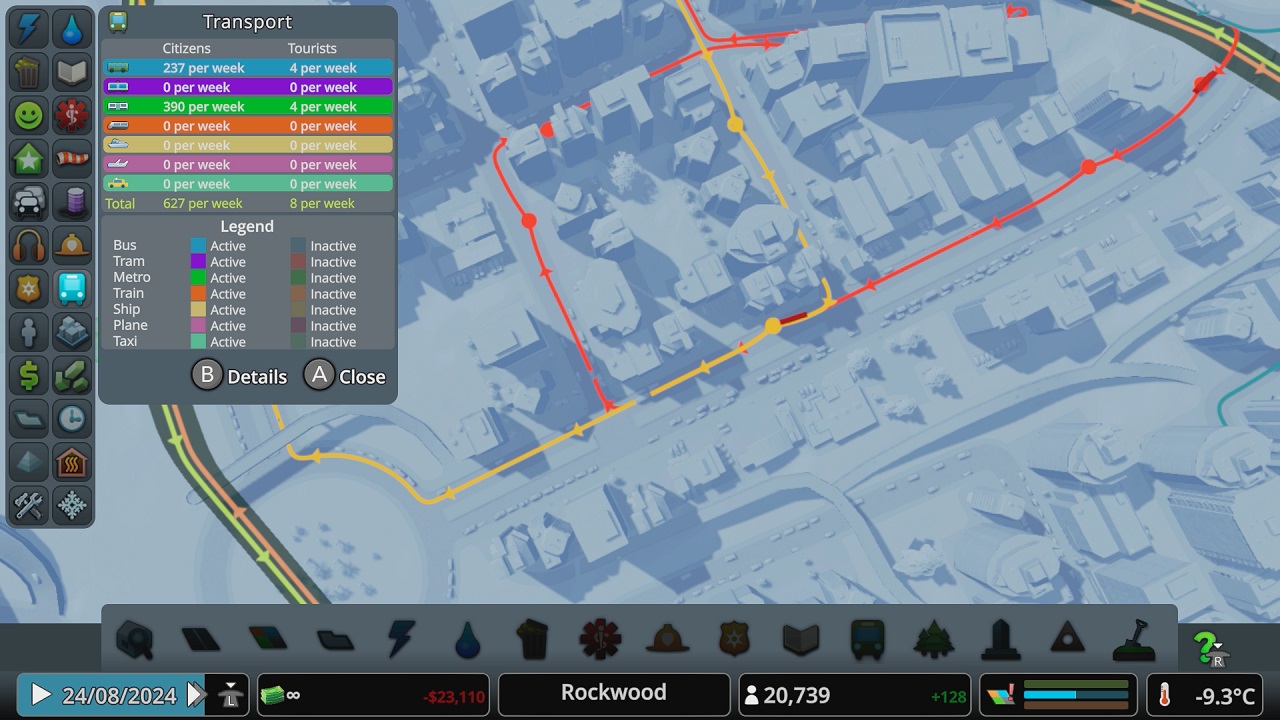 Transport
Citizens Tourists
237 per week 4 per week
0 per week 0 per week
390 per week 4 per week
0 per week 0 per week
0 per week 0 per week
0 per week 0 per week
0 per week 0 per week
Total 627 per week 8 per week
Legend
Bus Active Inactive
Tram Active Inactive
Metro Active Inactive
Train Active Inactive
Ship Active Inactive
Plane Active Inactive
Taxi Active Inactive
B Details A Close
R
24/08/2024 L ∞ -$23,110 Rockwood 20,739 +128 -9.3°C